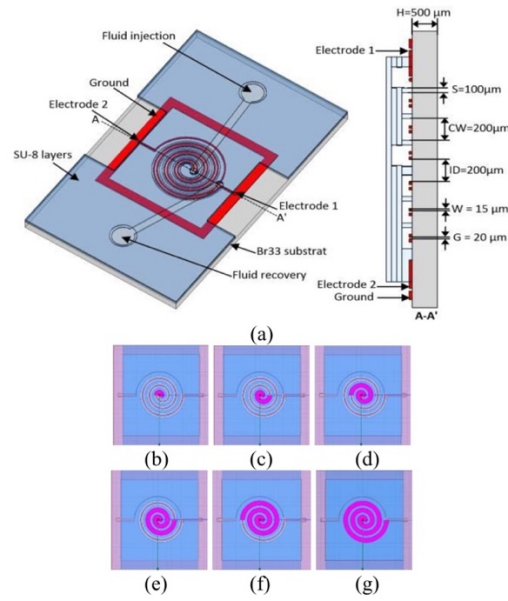 Fluid injection
Ground
Electrode 2
A
SU-8 layers
Electrode 1
A'
Br33 substrat
Fluid recovery
H=500 µm
Electrode 1
S=100µm
CW=200µm
ID=200µm
W = 15 µm
G = 20 µm
Electrode 2
Ground
A-A'
(a)
(b) (c) (d)
(e) (f) (g)